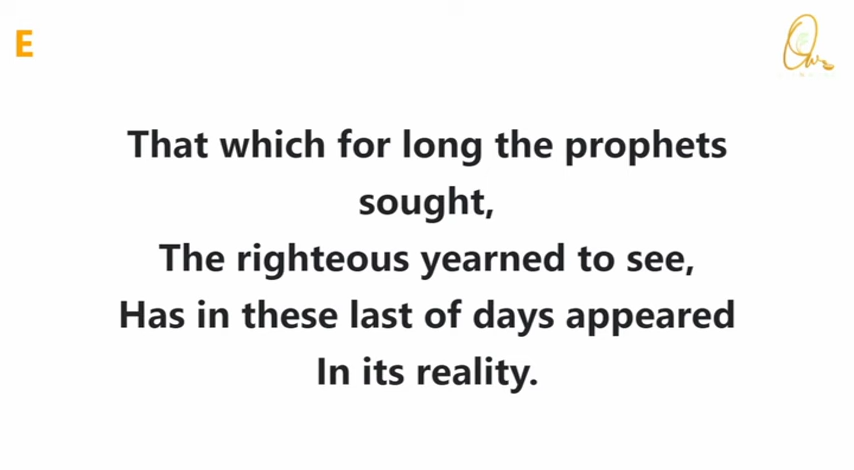 E
That which for long the prophets
sought,
The righteous yearned to see,
Has in these last of days appeared
In its reality.